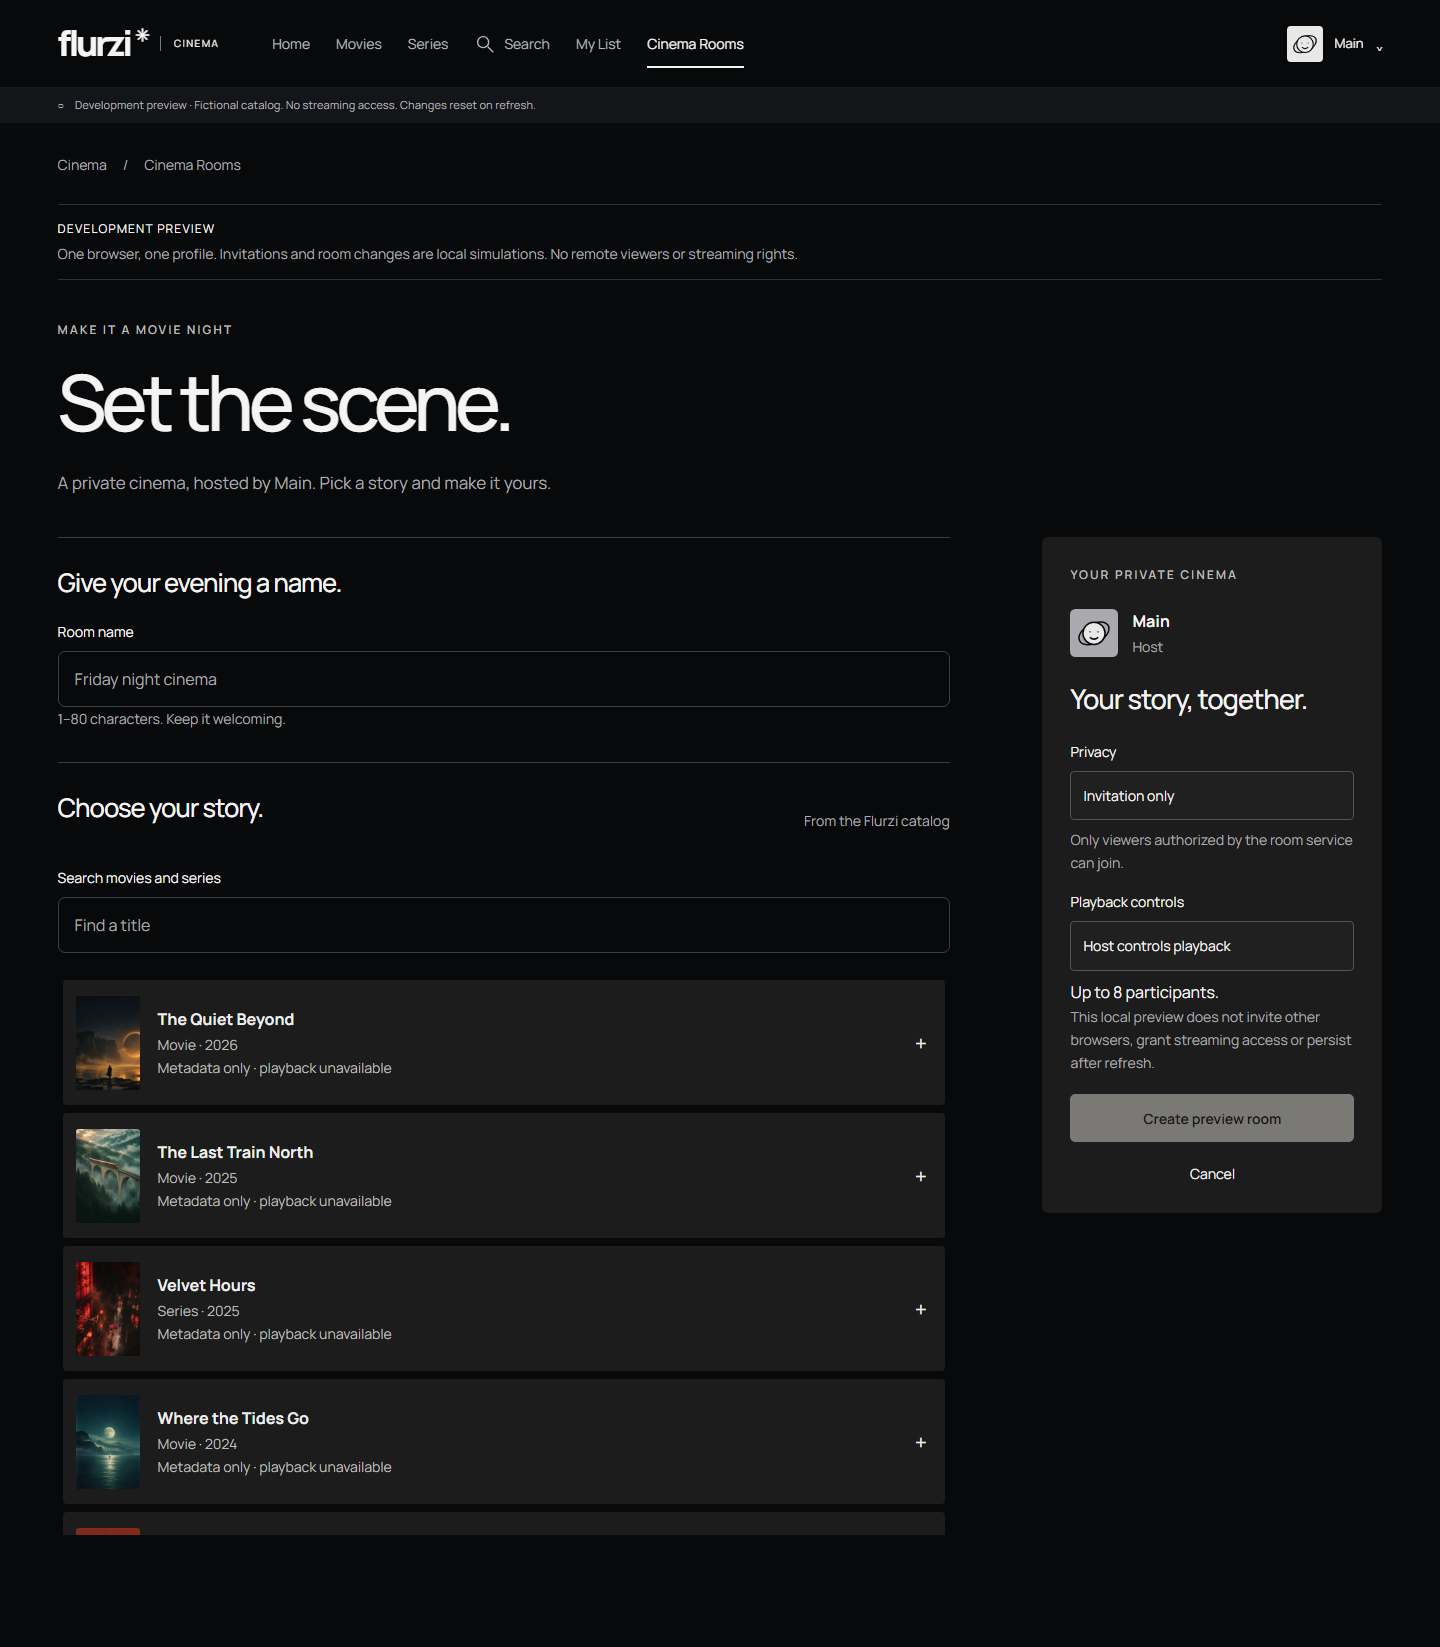 flurzi* | CINEMA
Home
Movies
Series
Search
My List
Cinema Rooms
Main
Development preview · Fictional catalog. No streaming access. Changes reset on refresh.
Cinema / Cinema Rooms
DEVELOPMENT PREVIEW
One browser, one profile. Invitations and room changes are local simulations. No remote viewers or streaming rights.
MAKE IT A MOVIE NIGHT
Set the scene.
A private cinema, hosted by Main. Pick a story and make it yours.
Give your evening a name.
Room name
Friday night cinema
1–80 characters. Keep it welcoming.
Choose your story.
From the Flurzi catalog
Search movies and series
Find a title
The Quiet Beyond
Movie · 2026
Metadata only · playback unavailable
+
The Last Train North
Movie · 2025
Metadata only · playback unavailable
+
Velvet Hours
Series · 2025
Metadata only · playback unavailable
+
Where the Tides Go
Movie · 2024
Metadata only · playback unavailable
+
YOUR PRIVATE CINEMA
Main
Host
Your story, together.
Privacy
Invitation only
Only viewers authorized by the room service
can join.
Playback controls
Host controls playback
Up to 8 participants.
This local preview does not invite other
browsers, grant streaming access or persist
after refresh.
Create preview room
Cancel